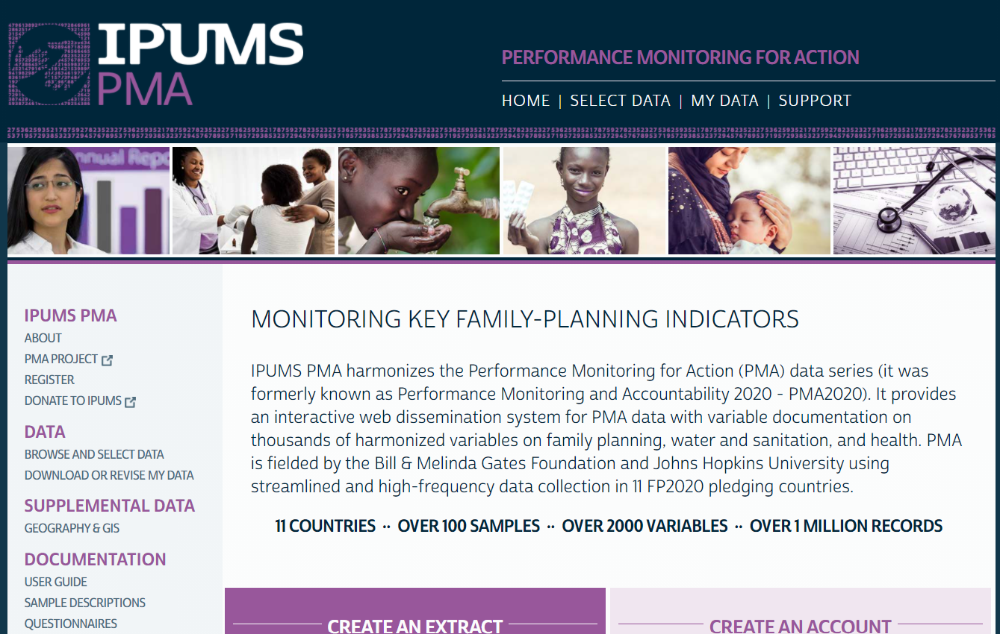 IPUMS
PMA
PERFORMANCE MONITORING FOR ACTION
HOME | SELECT DATA | MY DATA | SUPPORT
nnual Repo
IPUMS PMA
ABOUT
PMA PROJECT
REGISTER
DONATE TO IPUMS
DATA
BROWSE AND SELECT DATA
DOWNLOAD OR REVISE MY DATA
SUPPLEMENTAL DATA
GEOGRAPHY & GIS
DOCUMENTATION
USER GUIDE
SAMPLE DESCRIPTIONS
QUESTIONNAIRES
MONITORING KEY FAMILY-PLANNING INDICATORS
IPUMS PMA harmonizes the Performance Monitoring for Action (PMA) data series (it was
formerly known as Performance Monitoring and Accountability 2020 - PMA2020). It provides
an interactive web dissemination system for PMA data with variable documentation on
thousands of harmonized variables on family planning, water and sanitation, and health. PMA
is fielded by the Bill & Melinda Gates Foundation and Johns Hopkins University using
streamlined and high-frequency data collection in 11 FP2020 pledging countries.
11 COUNTRIES ·· OVER 100 SAMPLES ·· OVER 2000 VARIABLES ·· OVER 1 MILLION RECORDS
CREATE AN EXTRACT
CREATE AN ACCOUNT